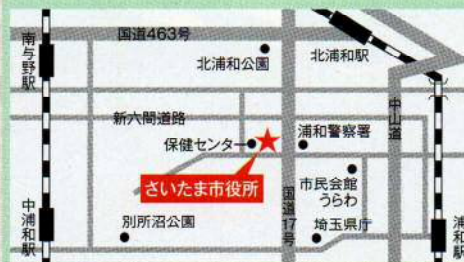 国道463号
南与野駅
北浦和公園
北浦和駅
中山道
新六間道路
保健センター
浦和警察署
さいたま市役所
市民会館
うらわ
国道17号
中浦和駅
別所沼公園
埼玉県庁
浦和駅